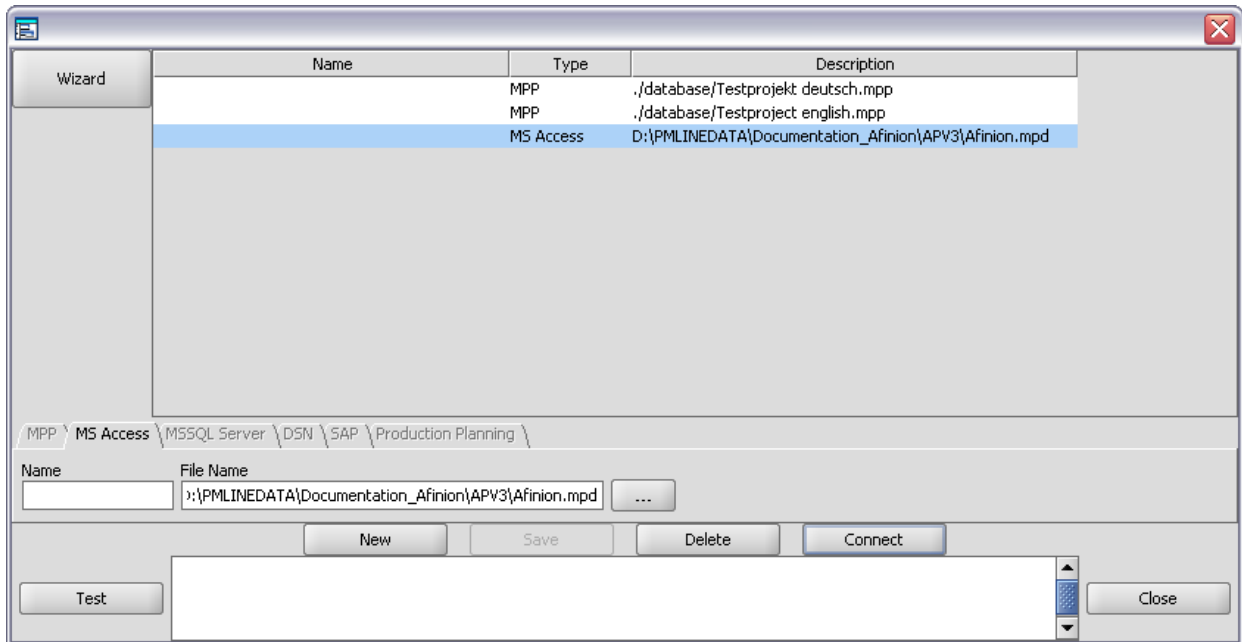 Wizard
Name Type Description
MPP ./database/Testprojekt deutsch.mpp
MPP ./database/Testproject english.mpp
MS Access D:\PMLINEDATA\Documentation_Afinion\APV3\Afinion.mpd
MPP MS Access MSSQL Server DSN SAP Production Planning
Name File Name
:\PMLINEDATA\Documentation_Afinion\APV3\Afinion.mpd ...
New Save Delete Connect
Test Close